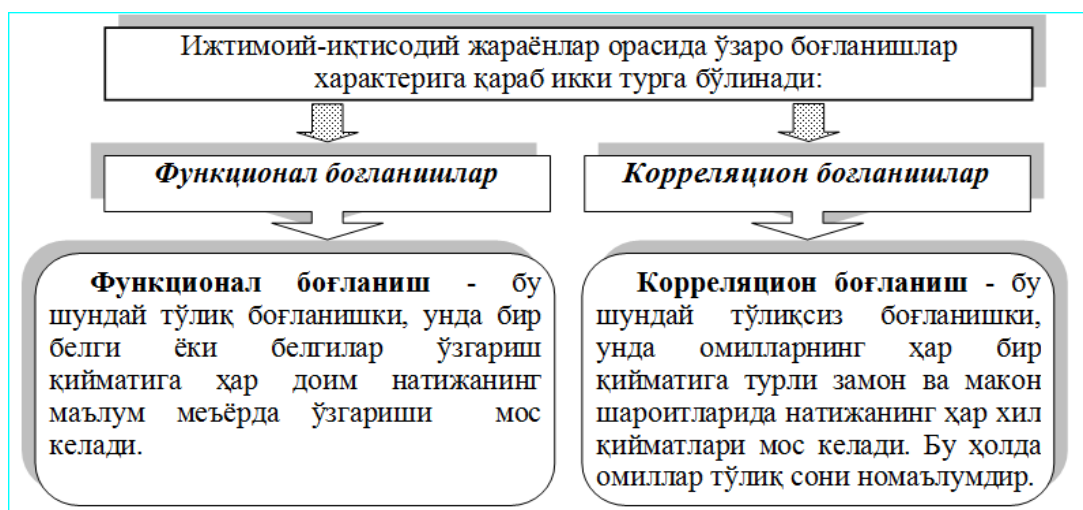 Ижтимоий-иқтисодий жараёнлар орасида ўзаро боғланишлар
характерига қараб икки турга бўлинади:
Функционал боғланишлар
Корреляцион боғланишлар
Функционал боғланиш - бу
шундай тўлиқ боғланишки, унда бир
белги ёки белгилар ўзгариш
қийматига ҳар доим натижанинг
маълум меъёрда ўзгариши мос
келади.
Корреляцион боғланиш - бу
шундай тўлиқсиз боғланишки,
унда омилларнинг ҳар бир
қийматига турли замон ва макон
шароитларида натижанинг ҳар хил
қийматлари мос келади. Бу ҳолда
омиллар тўлиқ сони номаълумдир.